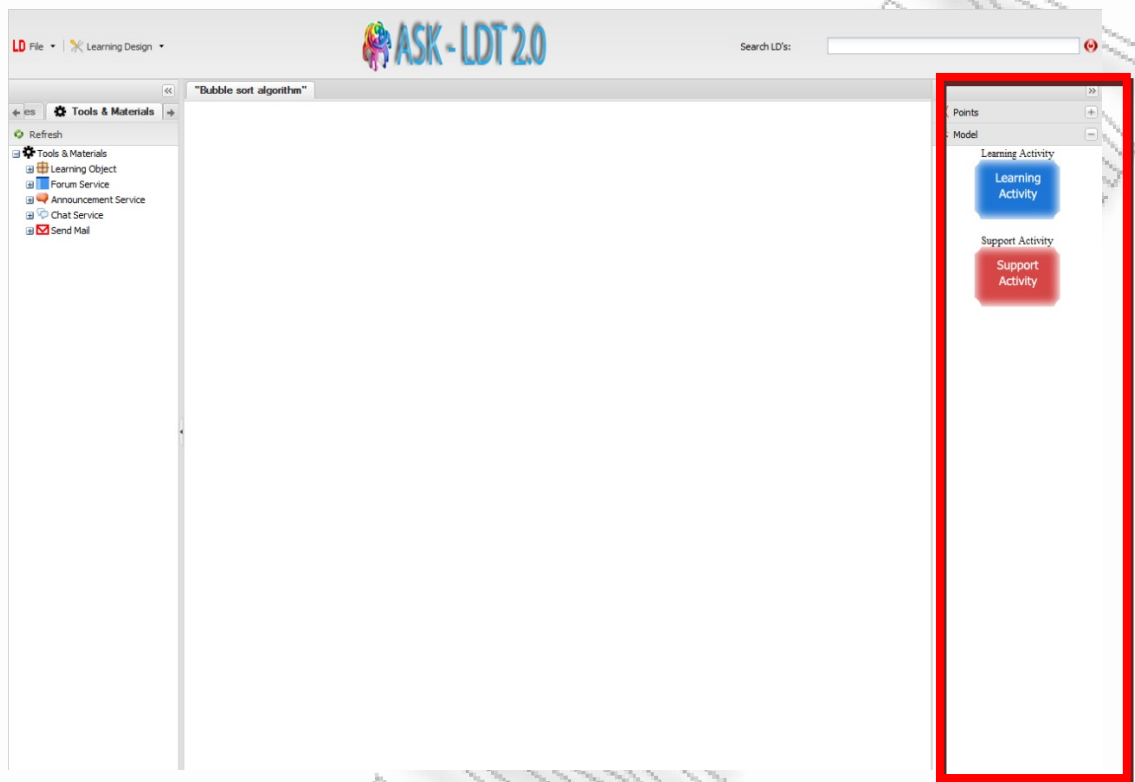 LD File
Learning Design
ASK - LDT 2.0
Search LD's:
es
Tools & Materials
Refresh
Tools & Materials
Learning Object
Forum Service
Announcement Service
Chat Service
Send Mail
"Bubble sort algorithm"
Points
Model
Learning Activity
Learning
Activity
Support Activity
Support
Activity